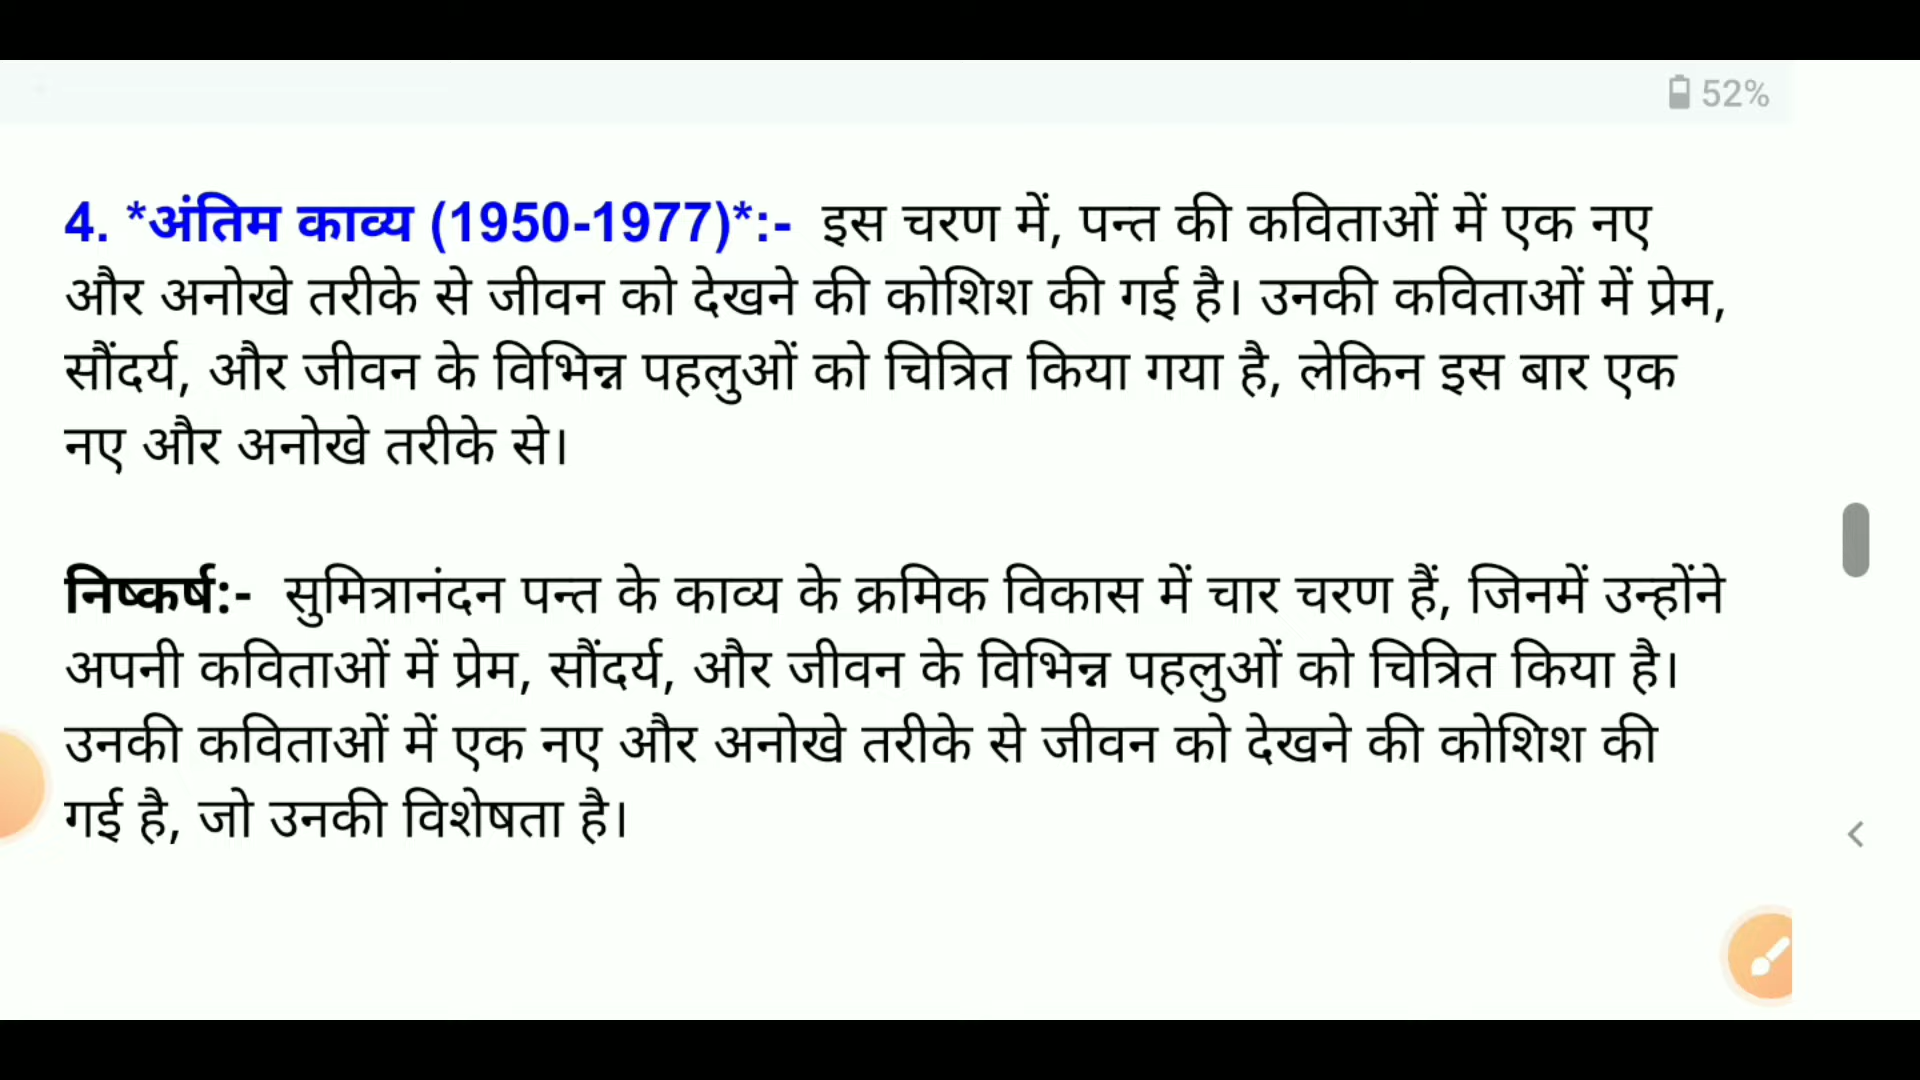 52%
4. *अंतिम काव्य (1950-1977)*:- इस चरण में, पन्त की कविताओं में एक नए
और अनोखे तरीके से जीवन को देखने की कोशिश की गई है। उनकी कविताओं में प्रेम,
सौंदर्य, और जीवन के विभिन्न पहलुओं को चित्रित किया गया है, लेकिन इस बार एक
नए और अनोखे तरीके से।
निष्कर्ष:- सुमित्रानंदन पन्त के काव्य के क्रमिक विकास में चार चरण हैं, जिनमें उन्होंने
अपनी कविताओं में प्रेम, सौंदर्य, और जीवन के विभिन्न पहलुओं को चित्रित किया है।
उनकी कविताओं में एक नए और अनोखे तरीके से जीवन को देखने की कोशिश की
गई है, जो उनकी विशेषता है।